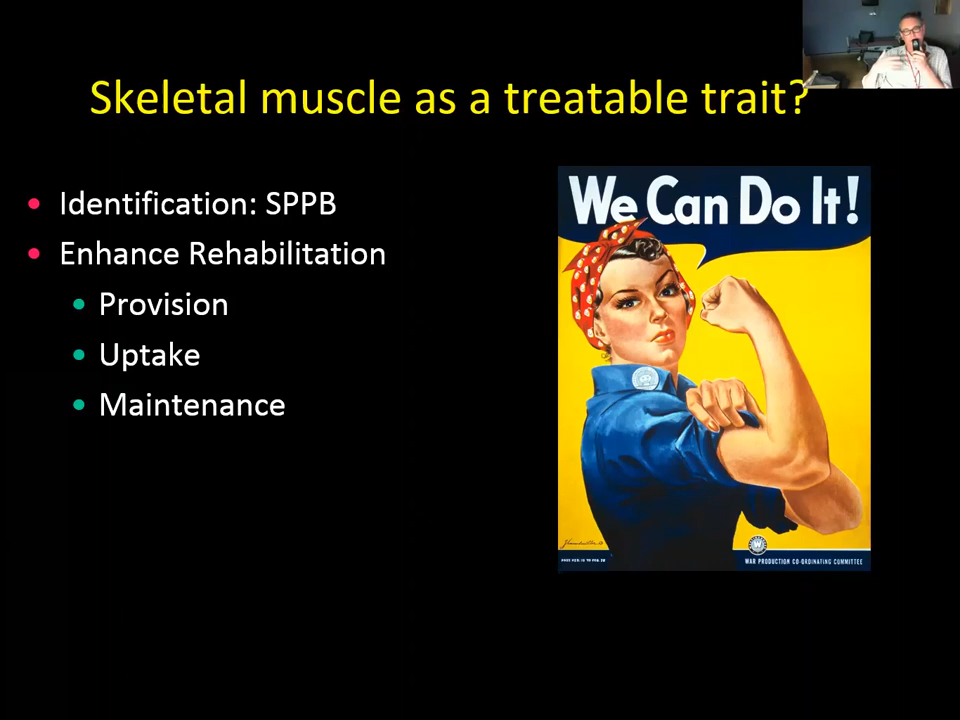 Skeletal muscle as a treatable trait?
Identification: SPPB
Enhance Rehabilitation
Provision
Uptake
Maintenance
We Can Do It!
WAR PRODUCTION CO-ORDINATING COMMITTEE